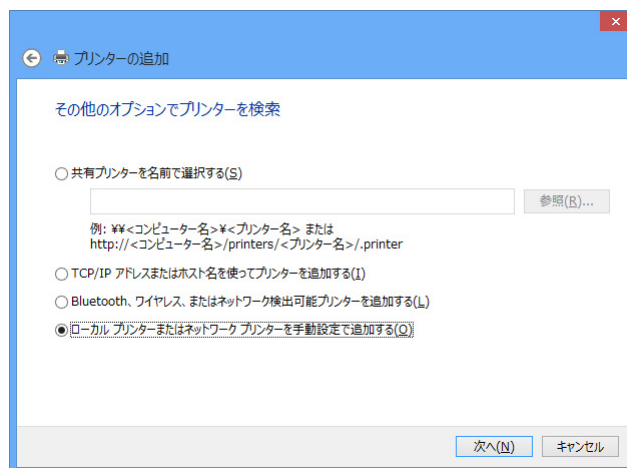 プリンターの追加
その他のオプションでプリンターを検索
共有プリンターを名前で選択する(S)
参照(R)...
例: ¥¥<コンピューター名>¥<プリンター名> または
http://<コンピューター名>/printers/<プリンター名>/.printer
TCP/IP アドレスまたはホスト名を使ってプリンターを追加する(I)
Bluetooth、ワイヤレス、またはネットワーク検出可能プリンターを追加する(L)
ローカル プリンターまたはネットワーク プリンターを手動設定で追加する(O)
次へ(N) キャンセル